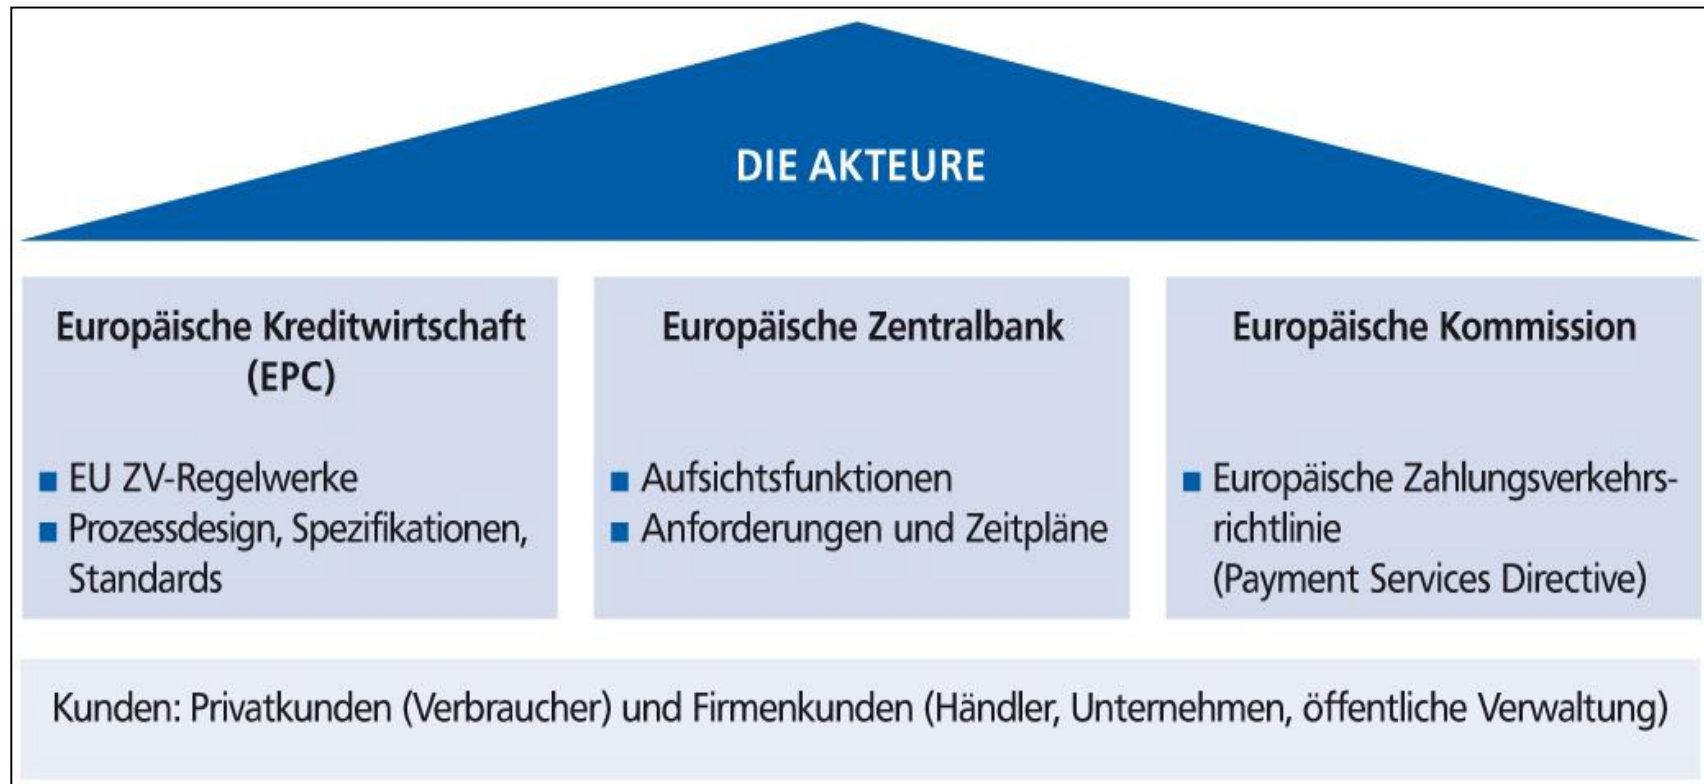 DIE AKTEURE
Europäische Kreditwirtschaft
(EPC)
■ EU ZV-Regelwerke
■ Prozessdesign, Spezifikationen,
Standards
Europäische Zentralbank
■ Aufsichtsfunktionen
■ Anforderungen und Zeitpläne
Europäische Kommission
■ Europäische Zahlungsverkehrs-
richtlinie
(Payment Services Directive)
Kunden: Privatkunden (Verbraucher) und Firmenkunden (Händler, Unternehmen, öffentliche Verwaltung)